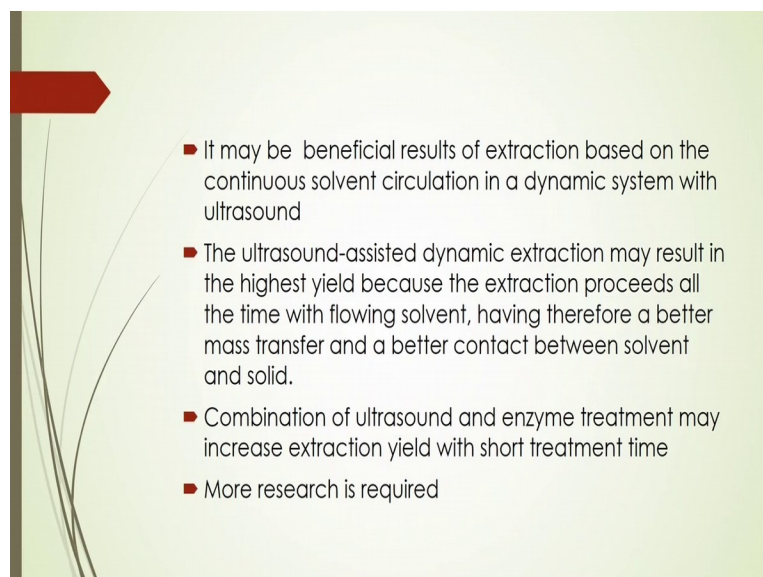 It may be  beneficial results of extraction based on the
continuous solvent circulation in a dynamic system with
ultrasound
The ultrasound-assisted dynamic extraction may result in
the highest yield because the extraction proceeds all
the time with flowing solvent, having therefore a better
mass transfer and a better contact between solvent
and solid.
Combination of ultrasound and enzyme treatment may
increase extraction yield with short treatment time
More research is required